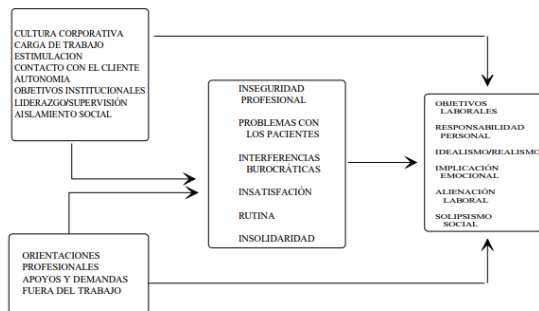 CULTURA CORPORATIVA
CARGA DE TRABAJO
ESTIMULACION
CONTACTO CON EL CLIENTE
AUTONOMIA
OBJETIVOS INSTITUCIONALES
LIDERAZGO/SUPERVISIÓN
AISLAMIENTO SOCIAL
ORIENTACIONES
PROFESIONALES
APOYOS Y DEMANDAS
FUERA DEL TRABAJO
INSEGURIDAD
PROFESIONAL
PROBLEMAS CON
LOS PACIENTES
INTERFERENCIAS
BUROCRÁTICAS
INSATISFACIÓN
RUTINA
INSOLIDARIDAD
OBJETIVOS
LABORALES
RESPONSABILIDAD
PERSONAL
IDEALISMO/REALISMO
IMPLICACIÓN
EMOCIONAL
ALIENACIÓN
LABORAL
SOLIPSISMO
SOCIAL